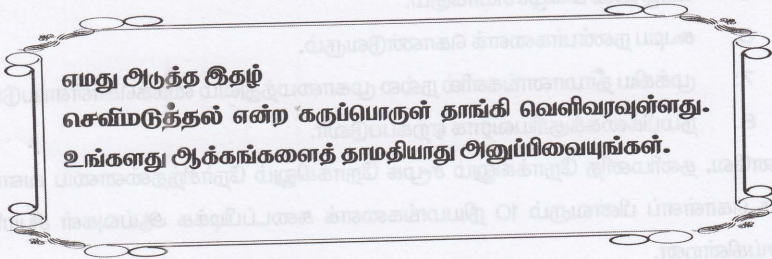 எமது அடுத்த இதழ்
செவிமடுத்தல் என்ற கருப்பொருள் தாங்கி வெளிவரவுள்ளது.
உங்களது ஆக்கங்களைத் தாமதியாது அனுப்பிவையுங்கள்.